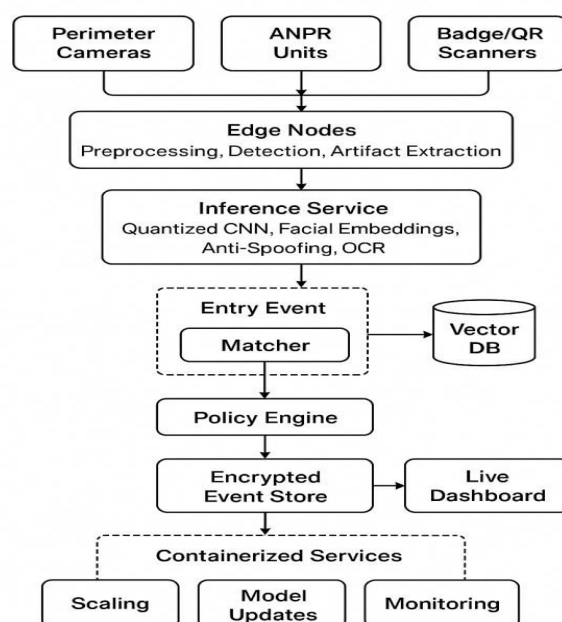 Perimeter
Cameras
ANPR
Units
Badge/QR
Scanners
Edge Nodes
Preprocessing, Detection, Artifact Extraction
Inference Service
Quantized CNN, Facial Embeddings,
Anti-Spoofing, OCR
Entry Event
Matcher
Vector
DB
Policy Engine
Encrypted
Event Store
Live
Dashboard
Containerized Services
Scaling
Model
Updates
Monitoring